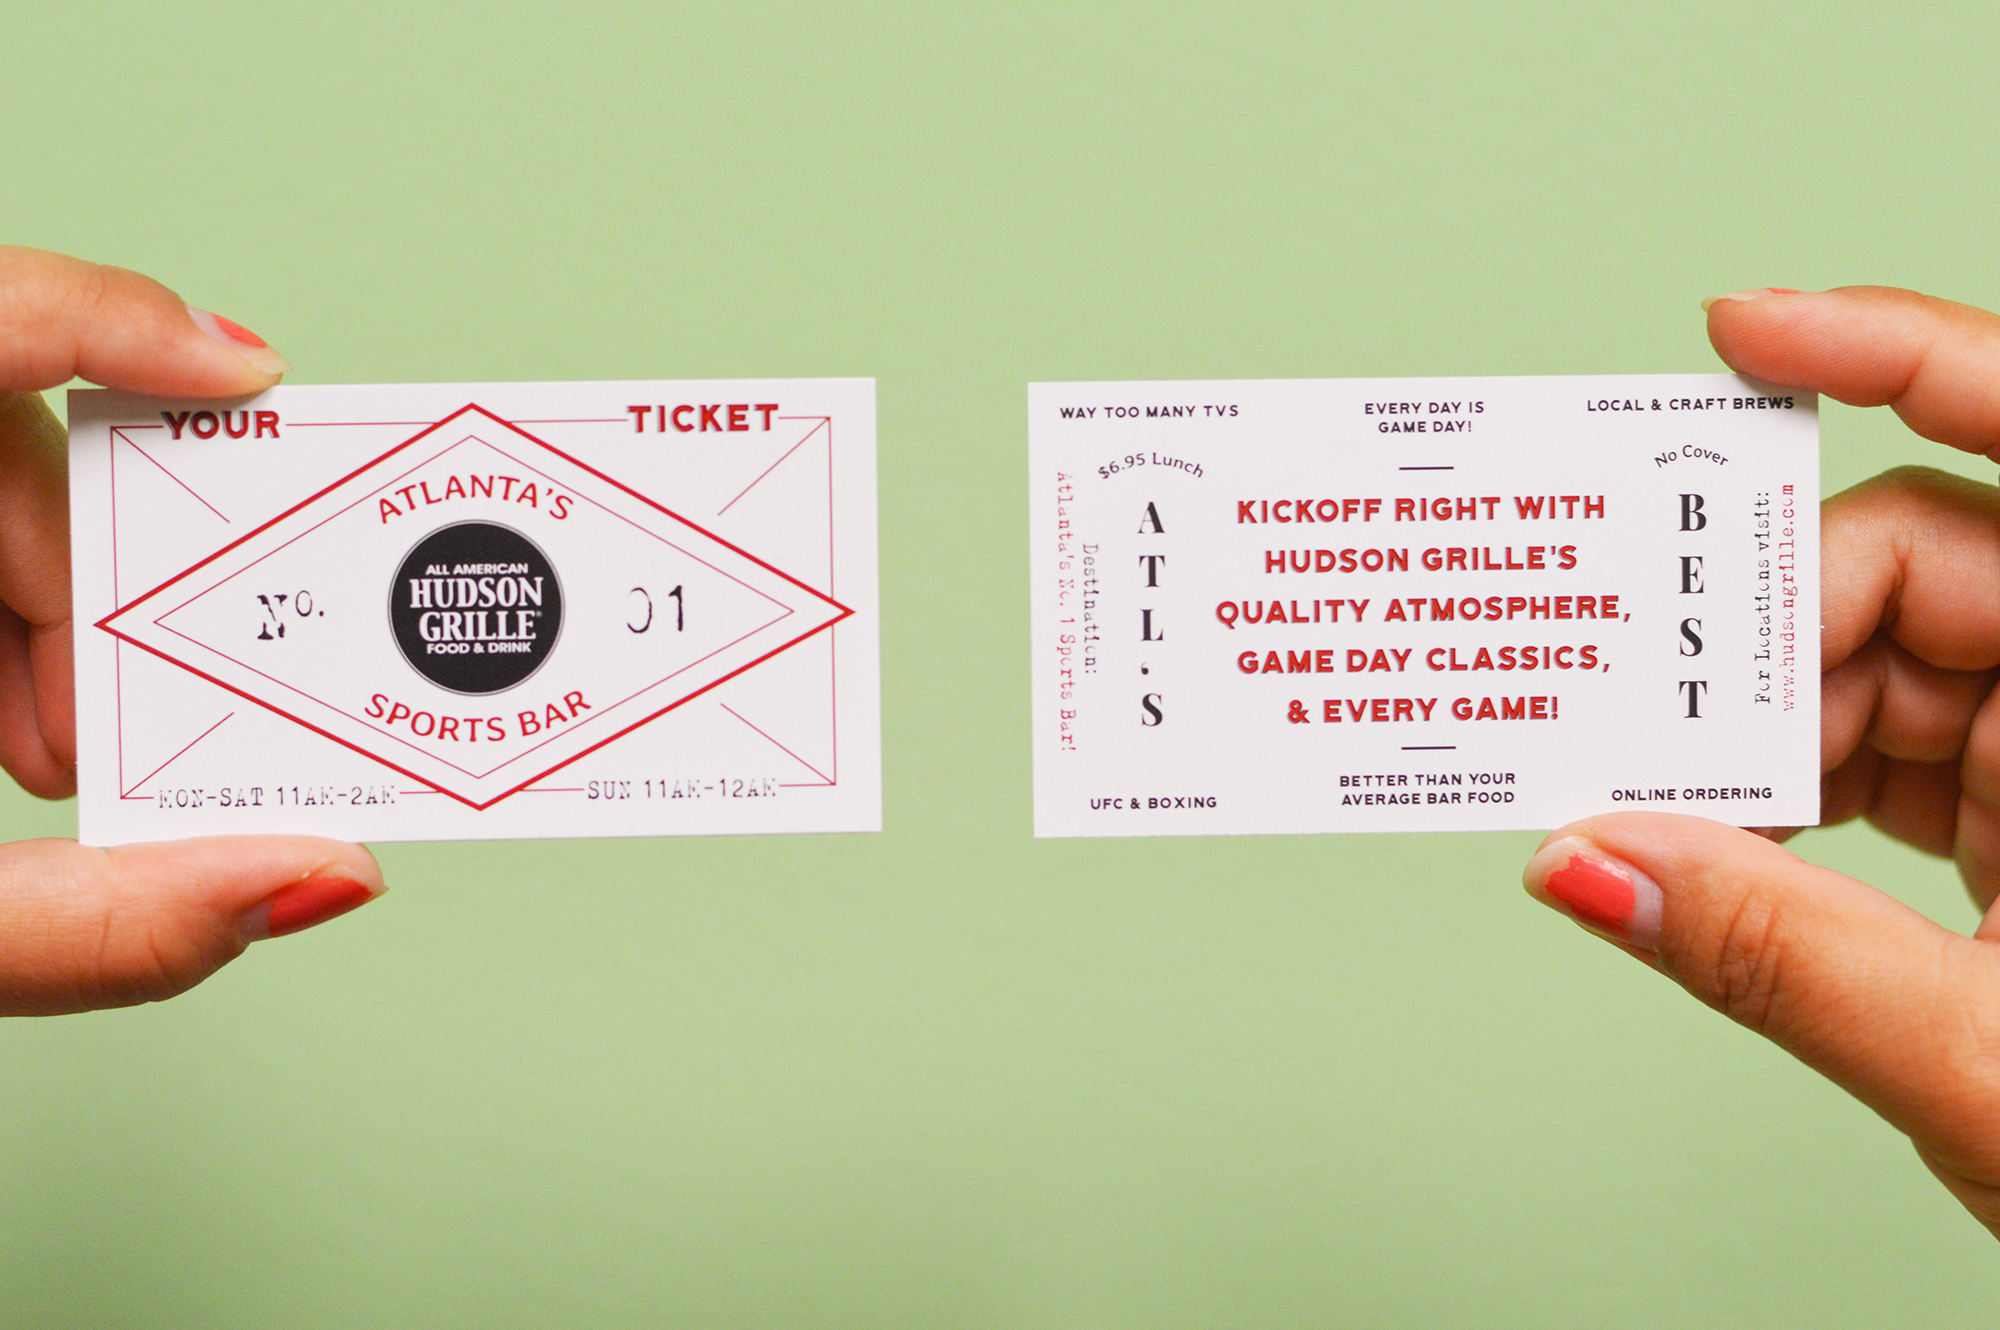 YOUR
TICKET
ATLANTA'S
No.
ALL AMERICAN
HUDSON
GRILLE®
FOOD & DRINK
01
SPORTS BAR
MON-SAT 11AM-2AM
SUN 11AM-12AM
WAY TOO MANY TVS
EVERY DAY IS
GAME DAY!
LOCAL & CRAFT BREWS
$6.95 Lunch
No Cover
Destination:
Atlanta's No. 1 Sports Bar!
ATL'S
KICKOFF RIGHT WITH
HUDSON GRILLE'S
QUALITY ATMOSPHERE,
GAME DAY CLASSICS,
& EVERY GAME!
BEST
For Locations visit:
www.hudsongrille.com
UFC & BOXING
BETTER THAN YOUR
AVERAGE BAR FOOD
ONLINE ORDERING